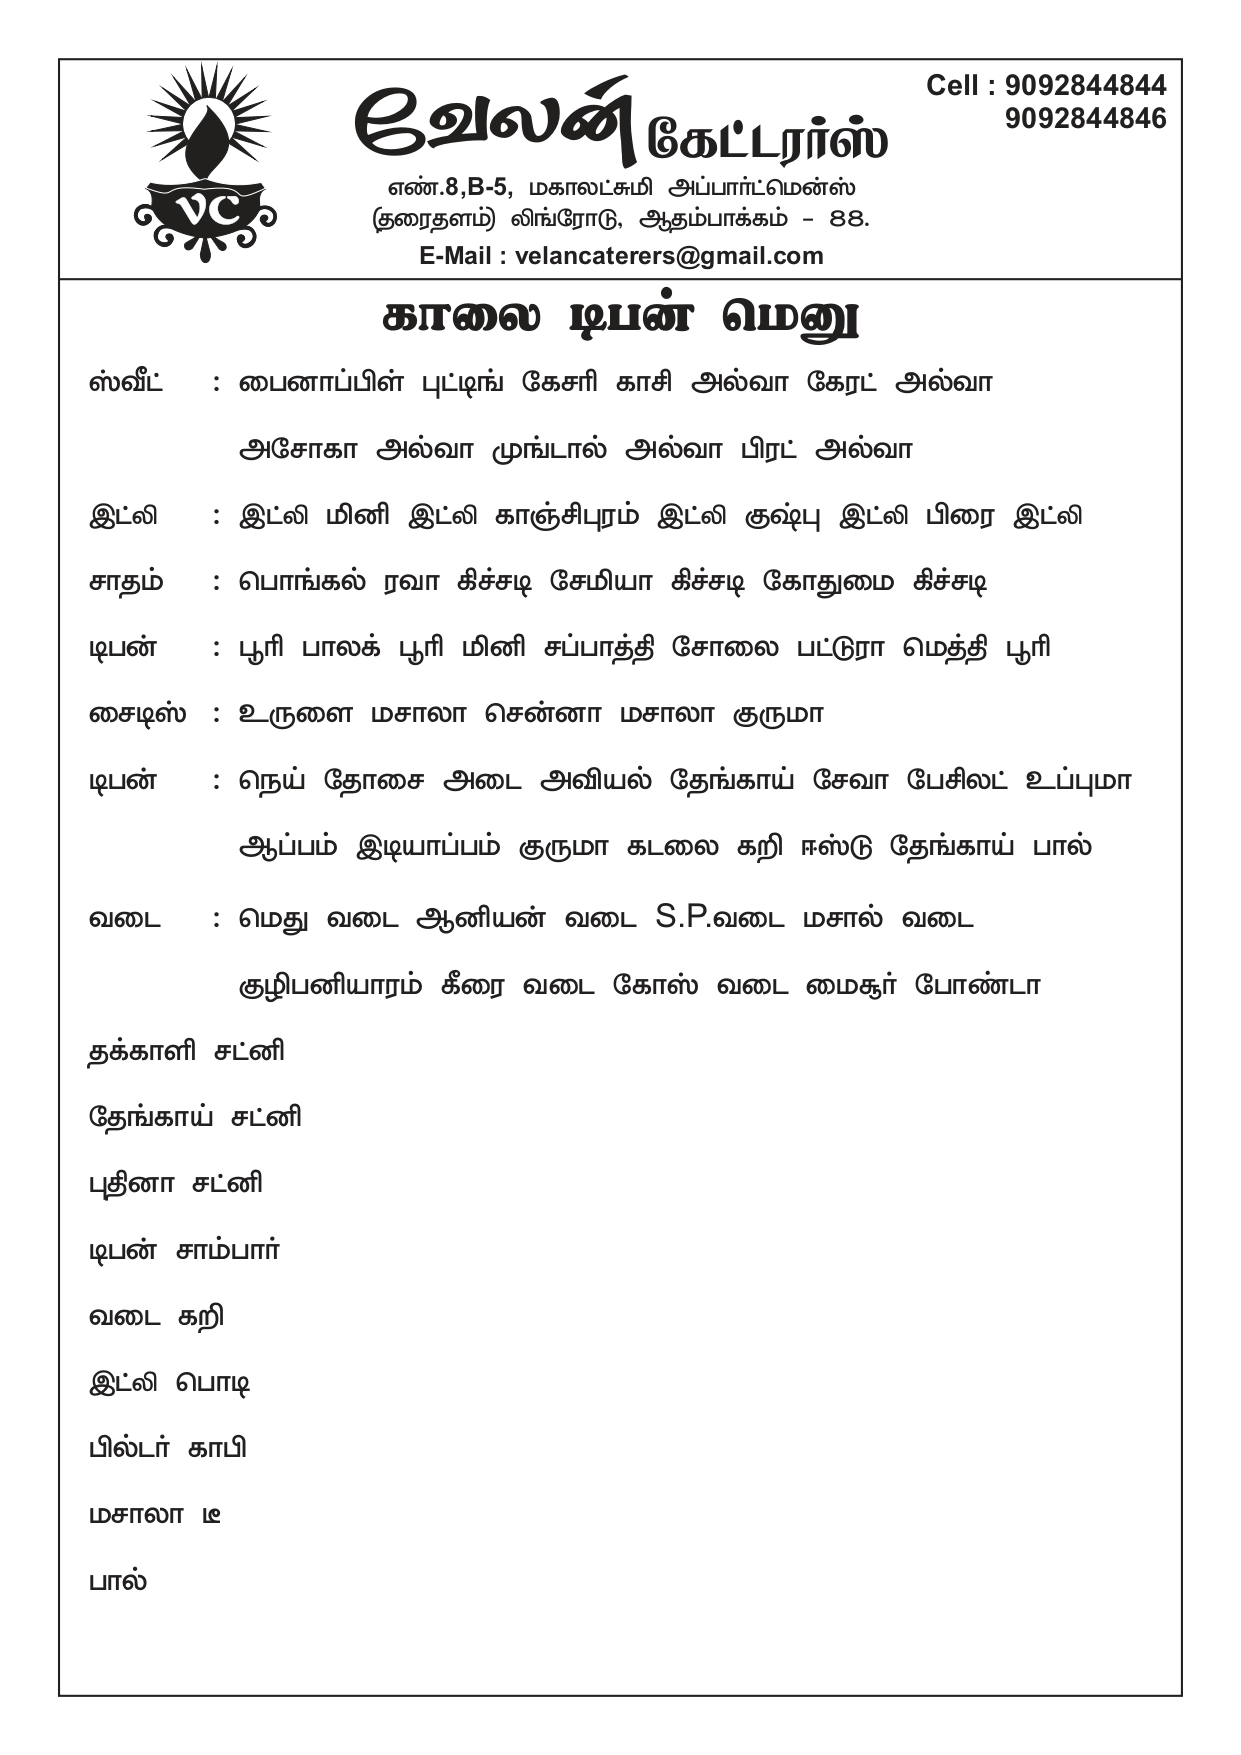 Cell : 9092844844
9092844846
VC
வேலன் கேட்டரர்ஸ்
எண்.8,B-5, மகாலட்சுமி அப்பார்ட்மென்ஸ்
(தரைதளம்) லிங்ரோடு, ஆதம்பாக்கம் - 88.
E-Mail : velancaterers@gmail.com
காலை டிபன் மெனு
ஸ்வீட் : பைனாப்பிள் புட்டிங் கேசரி காசி அல்வா கேரட் அல்வா
அசோகா அல்வா முங்டால் அல்வா பிரட் அல்வா
இட்லி : இட்லி மினி இட்லி காஞ்சிபுரம் இட்லி குஷ்பு இட்லி பிரை இட்லி
சாதம் : பொங்கல் ரவா கிச்சடி சேமியா கிச்சடி கோதுமை கிச்சடி
டிபன் : பூரி பாலக் பூரி மினி சப்பாத்தி சோலை பட்டுரா மெத்தி பூரி
சைடிஸ் : உருளை மசாலா சென்னா மசாலா குருமா
டிபன் : நெய் தோசை அடை அவியல் தேங்காய் சேவா பேசிலட் உப்புமா
ஆப்பம் இடியாப்பம் குருமா கடலை கறி ஈஸ்டு தேங்காய் பால்
வடை : மெது வடை ஆனியன் வடை S.P.வடை மசால் வடை
குழிபனியாரம் கீரை வடை கோஸ் வடை மைசூர் போண்டா
தக்காளி சட்னி
தேங்காய் சட்னி
புதினா சட்னி
டிபன் சாம்பார்
வடை கறி
இட்லி பொடி
பில்டர் காபி
மசாலா டீ
பால்